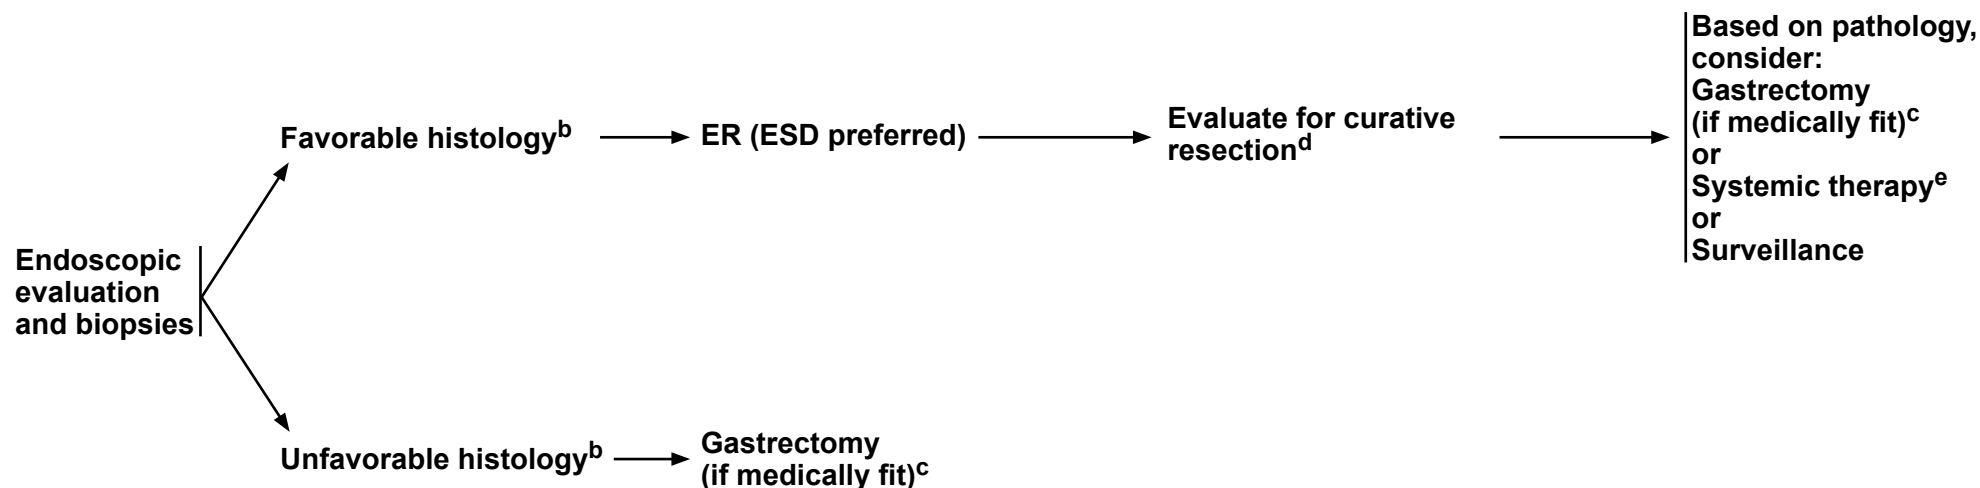 Endoscopic
evaluation
and biopsies
Favorable histologyᵇ
ER (ESD preferred)
Evaluate for curative
resectionᵈ
Based on pathology,
consider:
Gastrectomy
(if medically fit)ᶜ
or
Systemic therapyᵉ
or
Surveillance
Unfavorable histologyᵇ
Gastrectomy
(if medically fit)ᶜ